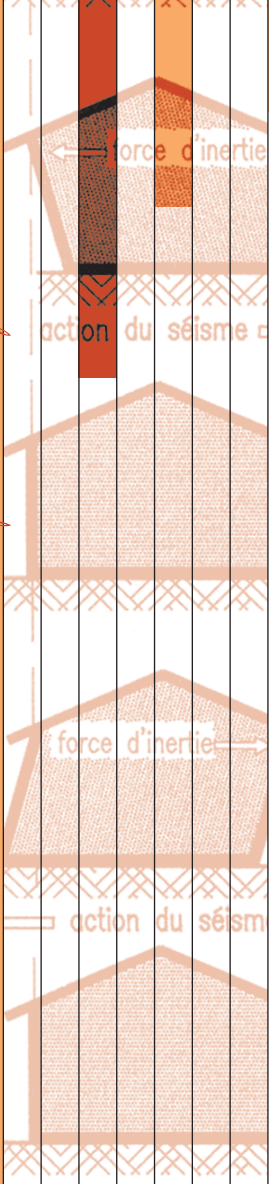 force d'inertie
action du séisme
force d'inertie
action du séism